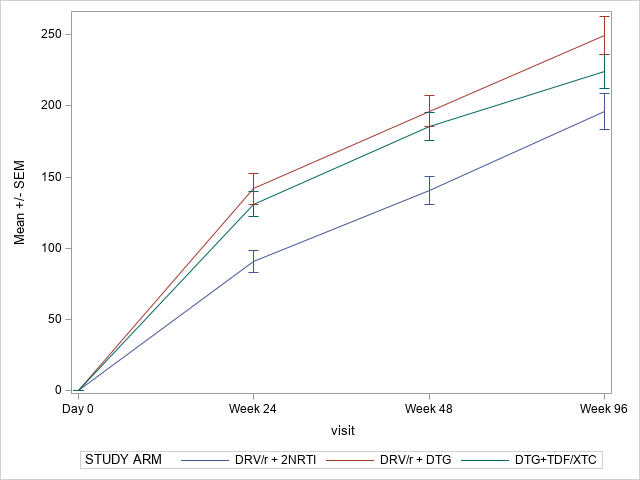 250
200
150
100
50
0
Mean +/- SEM
Day 0 Week 24 Week 48 Week 96
visit
STUDY ARM DRV/r + 2NRTI DRV/r + DTG DTG+TDF/XTC